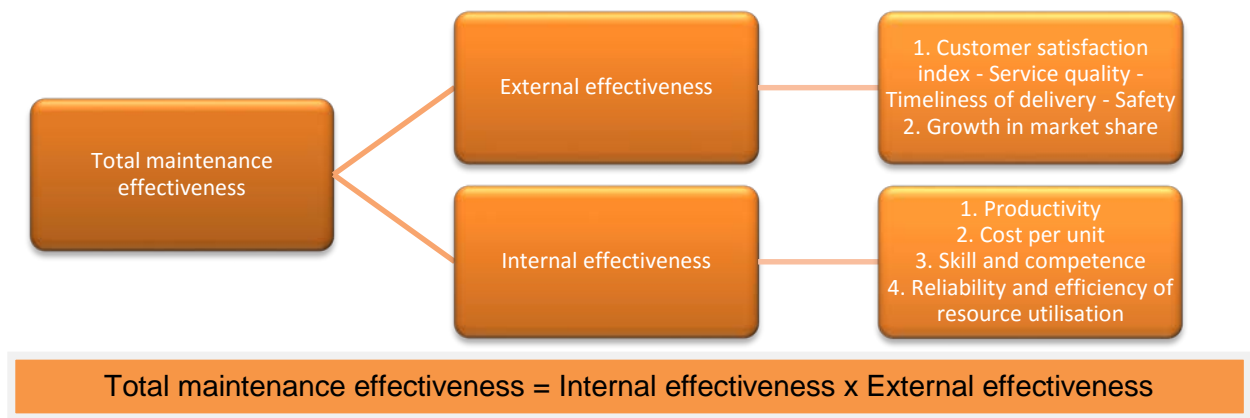 Total maintenance
effectiveness
External effectiveness
1. Customer satisfaction
index - Service quality -
Timeliness of delivery - Safety
2. Growth in market share
Internal effectiveness
1. Productivity
2. Cost per unit
3. Skill and competence
4. Reliability and efficiency of
resource utilisation
Total maintenance effectiveness = Internal effectiveness x External effectiveness